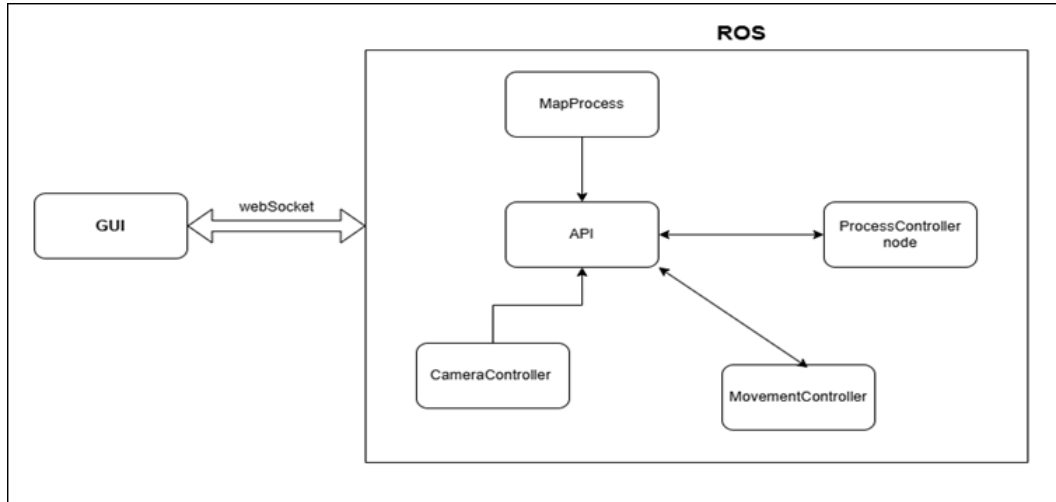 ROS
MapProcess
webSocket
GUI
API
ProcessController
node
CameraController
MovementController